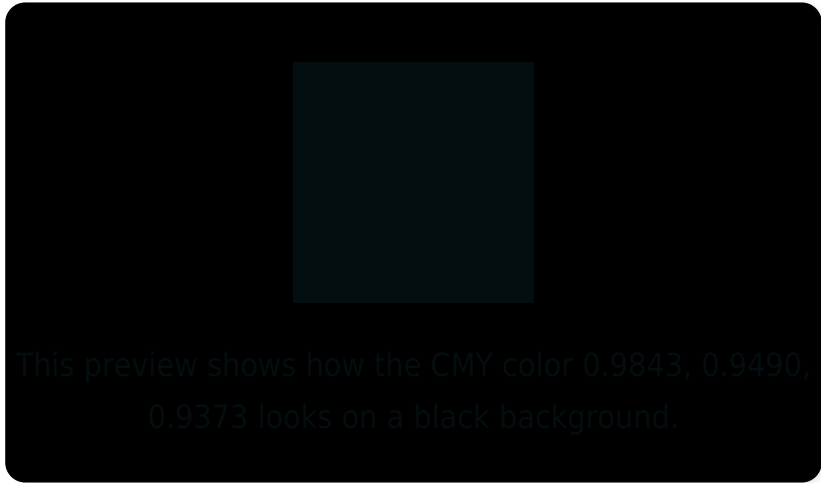 This preview shows how the CMY color 0.9843, 0.9490,
0.9373 looks on a black background.